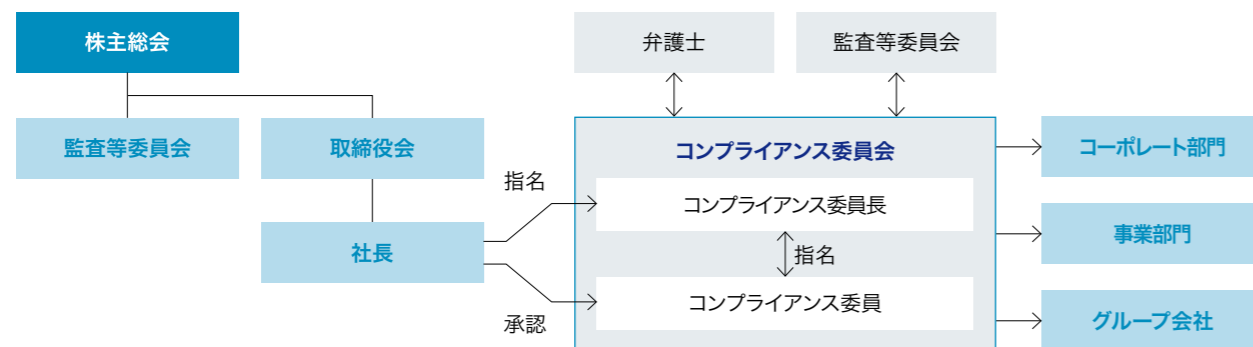 株主総会
弁護士
監査等委員会
監査等委員会
取締役会
コンプライアンス委員会
コーポレート部門
指名
コンプライアンス委員長
社長
指名
事業部門
コンプライアンス委員
承認
グループ会社